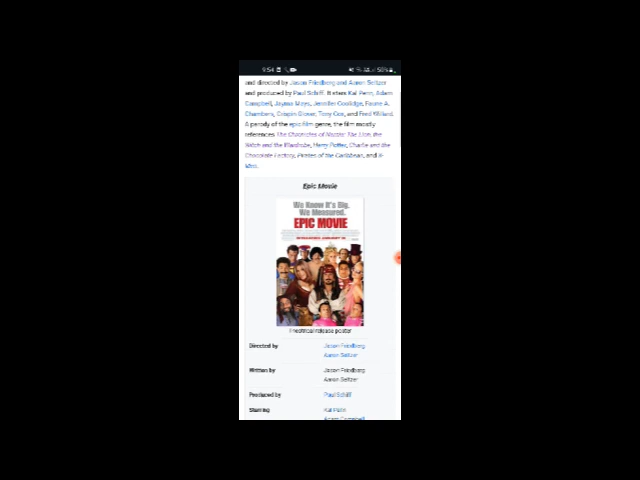 9:54
58%
and directed by Jason Friedberg and Aaron Seltzer
and produced by Paul Schiff. It stars Kal Penn, Adam
Campbell, Jayma Mays, Jennifer Coolidge, Faune A.
Chambers, Crispin Glover, Tony Cox, and Fred Willard.
A parody of the epic film genre, the film mostly
references The Chronicles of Narnia: The Lion, the
Witch and the Wardrobe, Harry Potter, Charlie and the
Chocolate Factory, Pirates of the Caribbean, and X-
Men.
Epic Movie
We Know It's Big.
We Measured.
EPIC MOVIE
Theatrical release poster
Directed by Jason Friedberg
Aaron Seltzer
Written by Jason Friedberg
Aaron Seltzer
Produced by Paul Schiff
Starring Kal Penn
Adam Campbell